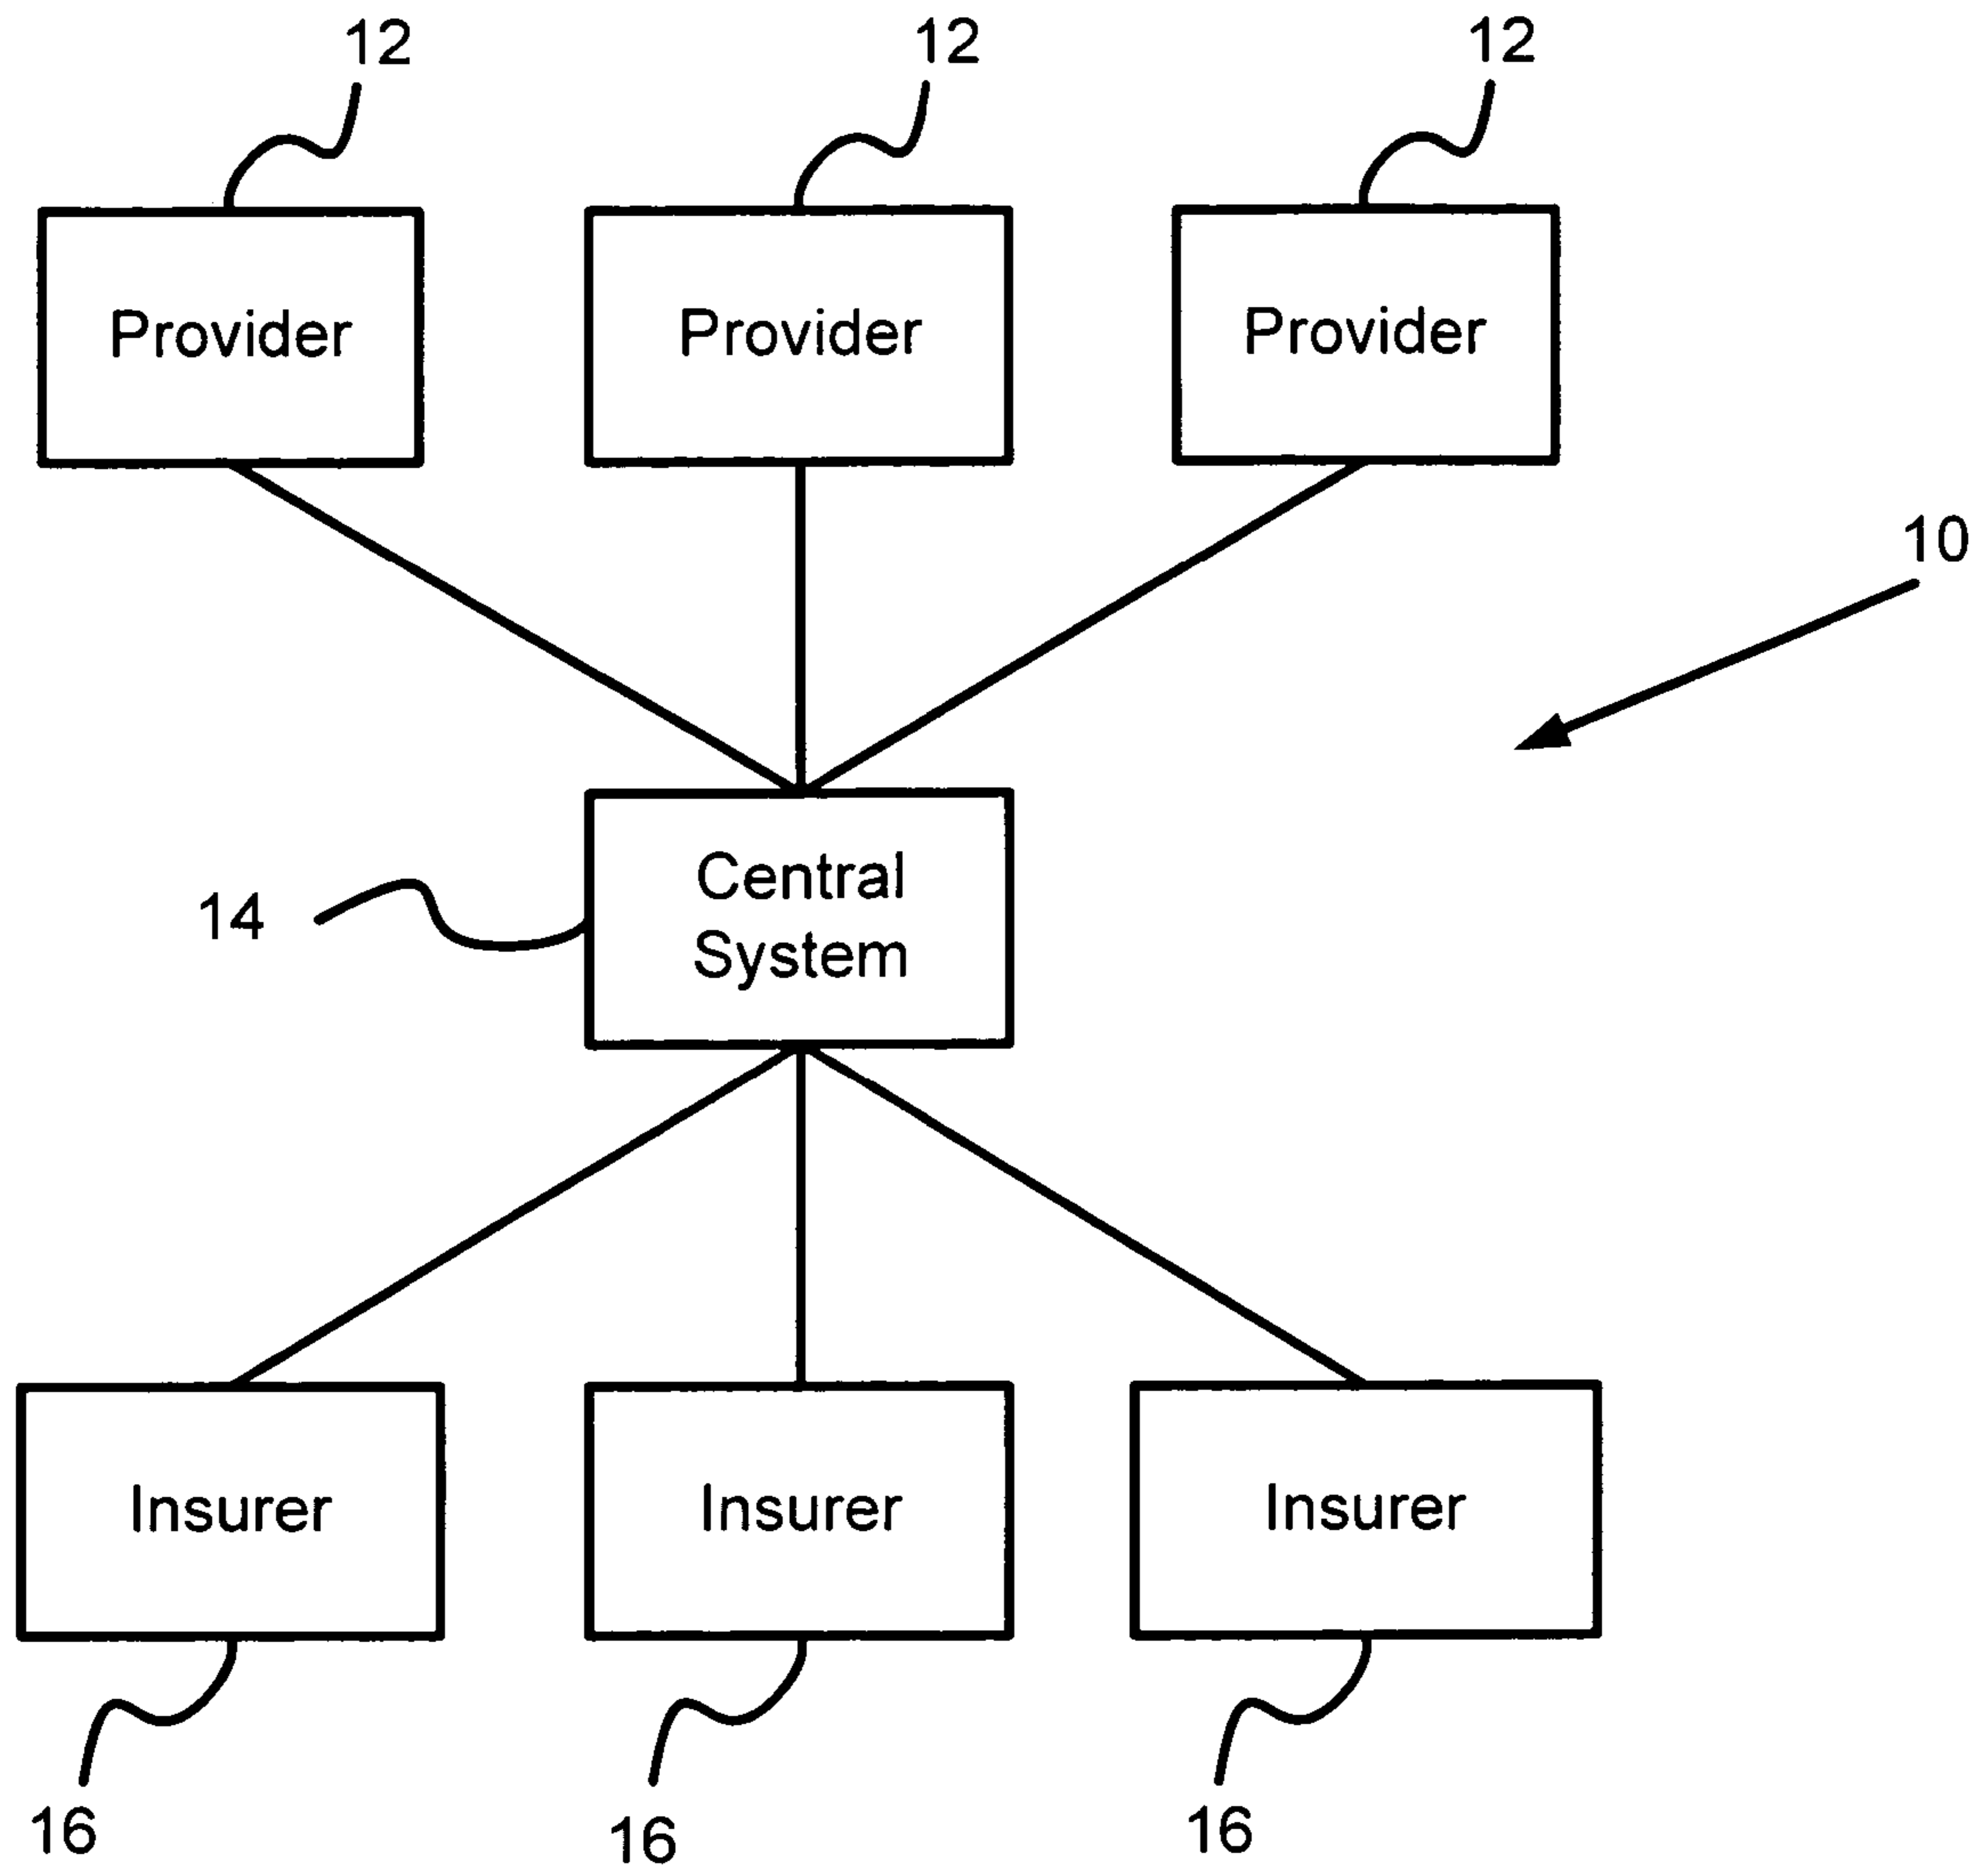 12
12
12
Provider
Provider
Provider
10
Central
System
14
Insurer
Insurer
Insurer
16
16
16